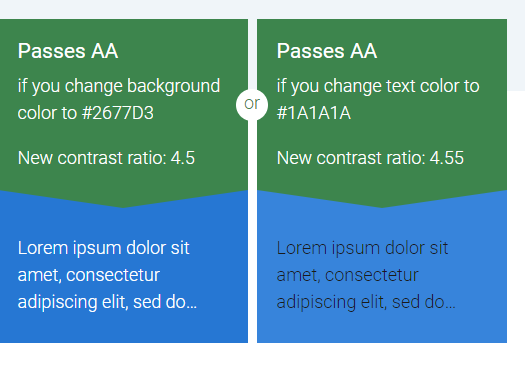 Passes AA
if you change background
color to #2677D3
New contrast ratio: 4.5
Lorem ipsum dolor sit
amet, consectetur
adipiscing elit, sed do...
or
Passes AA
if you change text color to
#1A1A1A
New contrast ratio: 4.55
Lorem ipsum dolor sit
amet, consectetur
adipiscing elit, sed do...